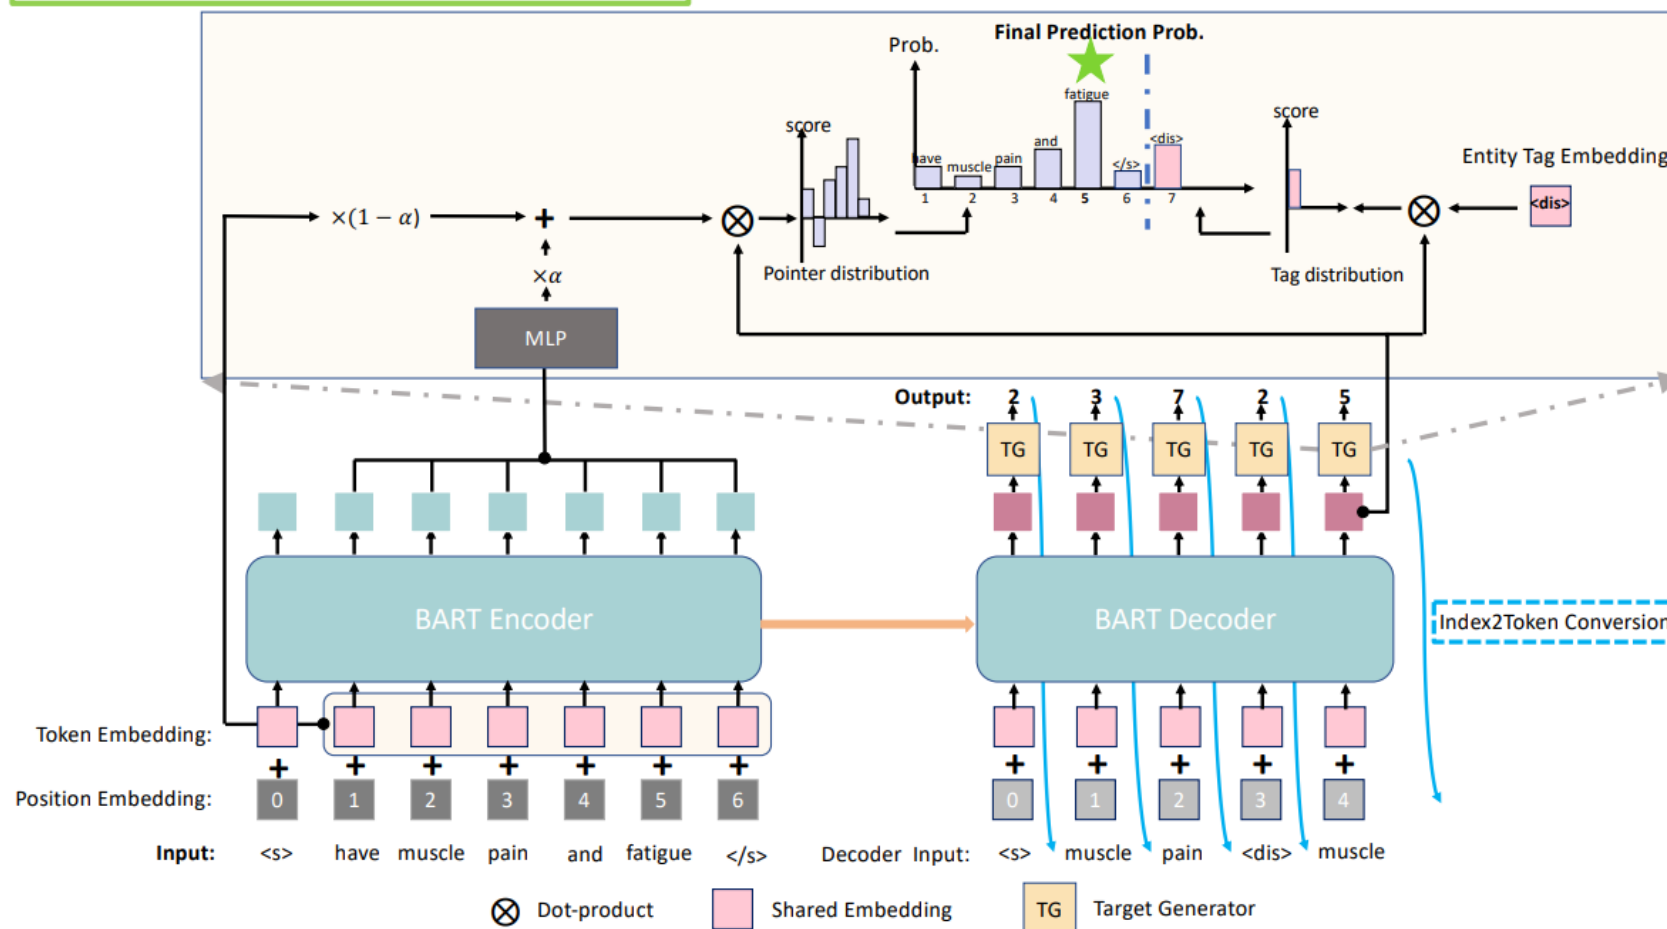 Final Prediction Prob.
Prob.
fatigue
score
score
and
<dis>
have
muscle
pain
</s>
Entity Tag Embedding
1
2
3
4
5
6
7
<dis>
×(1 − α)
+
×α
Pointer distribution
Tag distribution
MLP
Output:
2
3
7
2
5
TG
TG
TG
TG
TG
BART Encoder
BART Decoder
Index2Token Conversion
Token Embedding:
+ + + + + + +
+ + + + +
Position Embedding:
0 1 2 3 4 5 6
0 1 2 3 4
Input: <s> have muscle pain and fatigue </s>
Decoder Input: <s> muscle pain <dis> muscle
Dot-product
Shared Embedding
TG
Target Generator